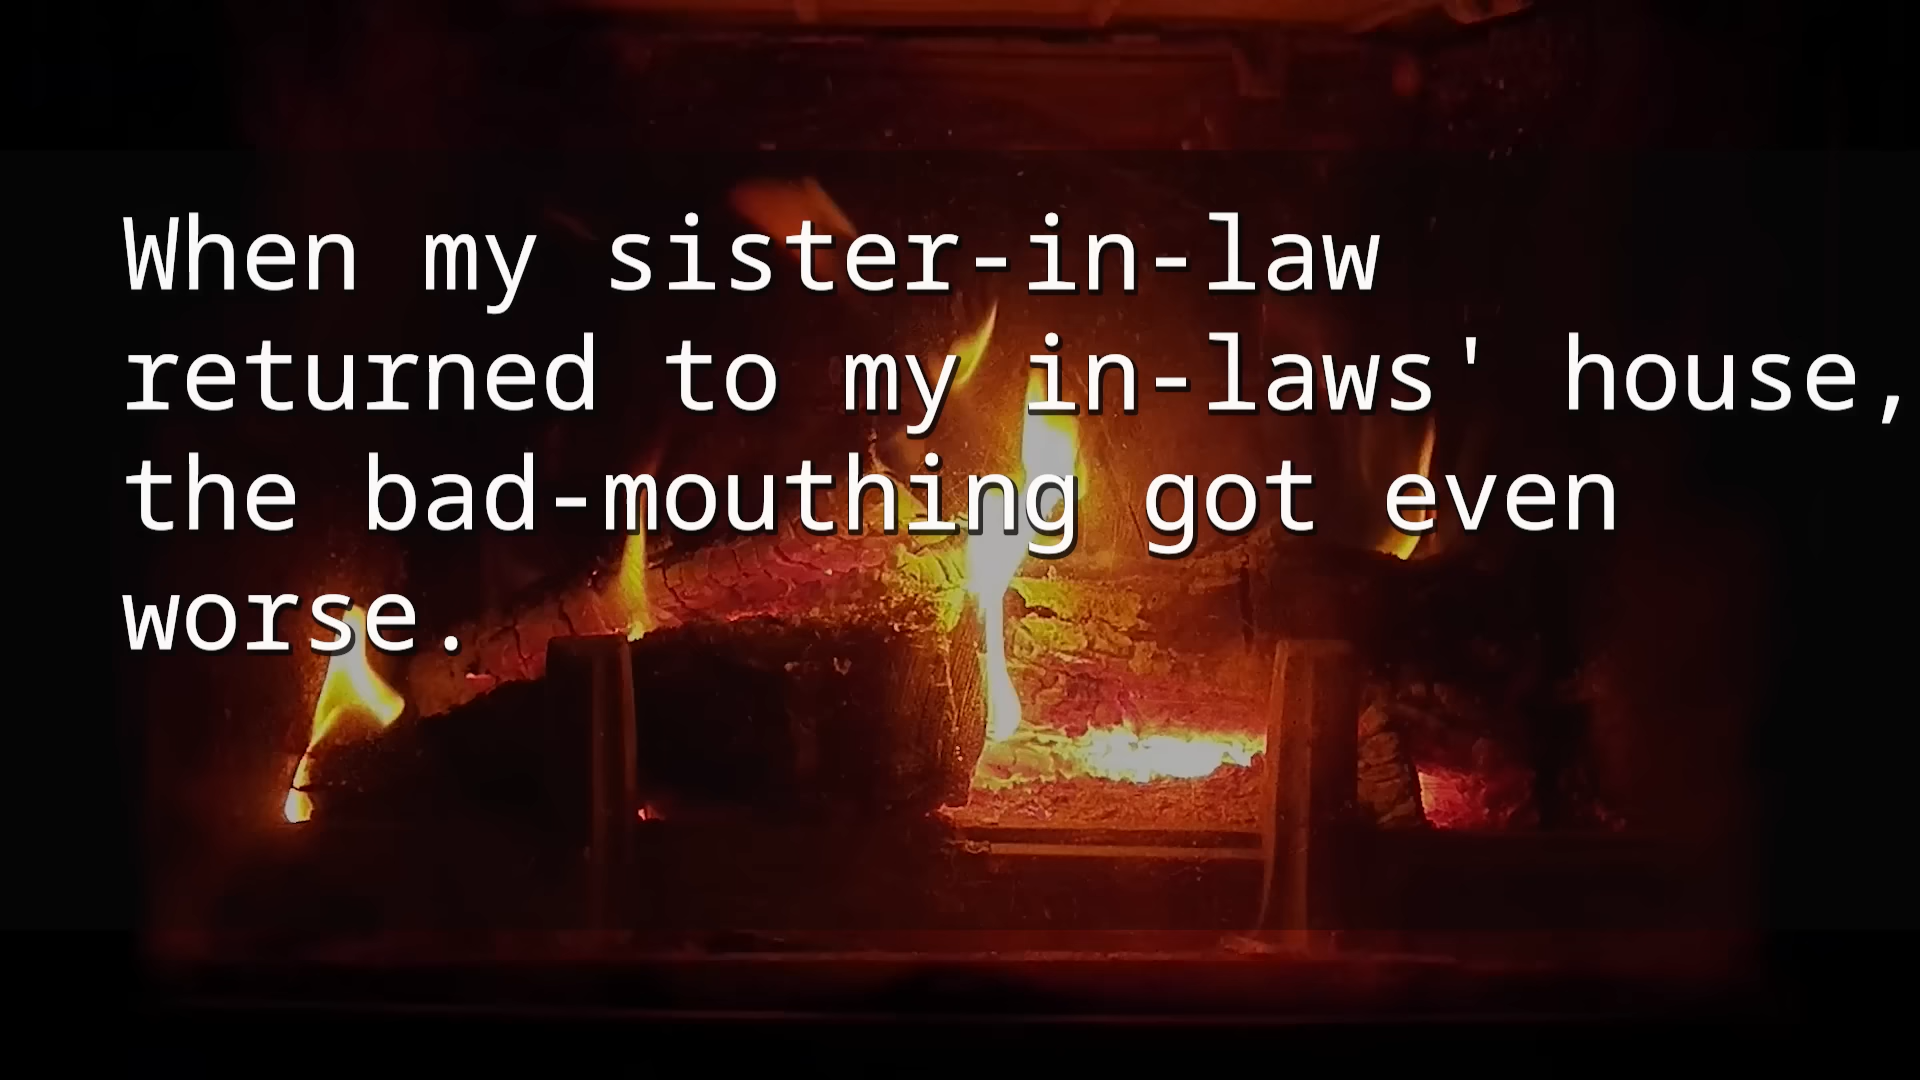 When my sister-in-law
returned to my in-laws' house,
the bad-mouthing got even
worse.